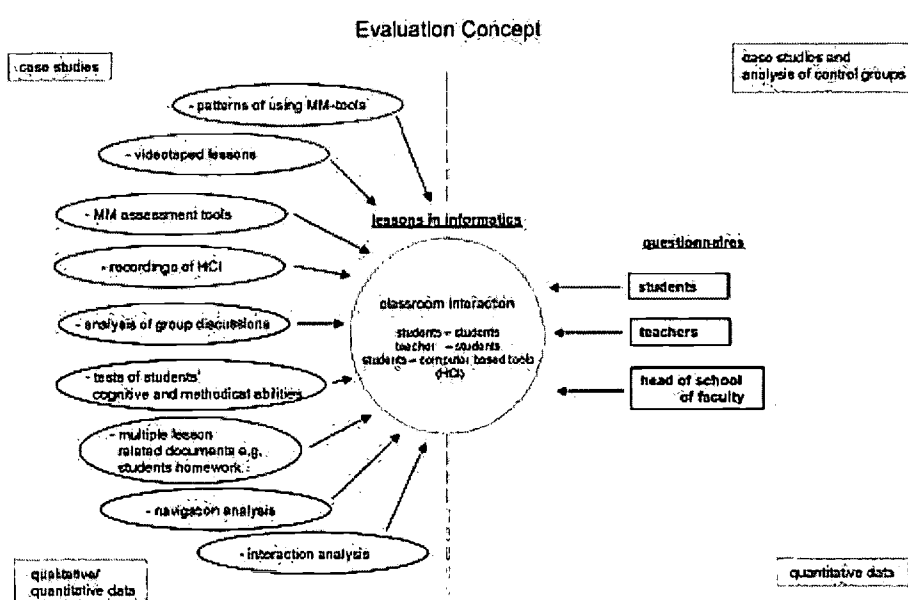 Evaluation Concept
case studies
case studies and
analysis of control groups
- patterns of using MM-tools
- videotaped lessons
- MM assessment tools
- recordings of HCI
- analysis of group discussions
- tests of students'
cognitive and methodical abilities
- multiple lesson
related documents e.g.
students homework
- navigation analysis
- interaction analysis
lessons in informatics
classroom interaction
students – students
teacher – students
students – computer based tools
(HCI)
questionnaires
students
teachers
head of school
of faculty
qualitative/
quantitative data
quantitative data